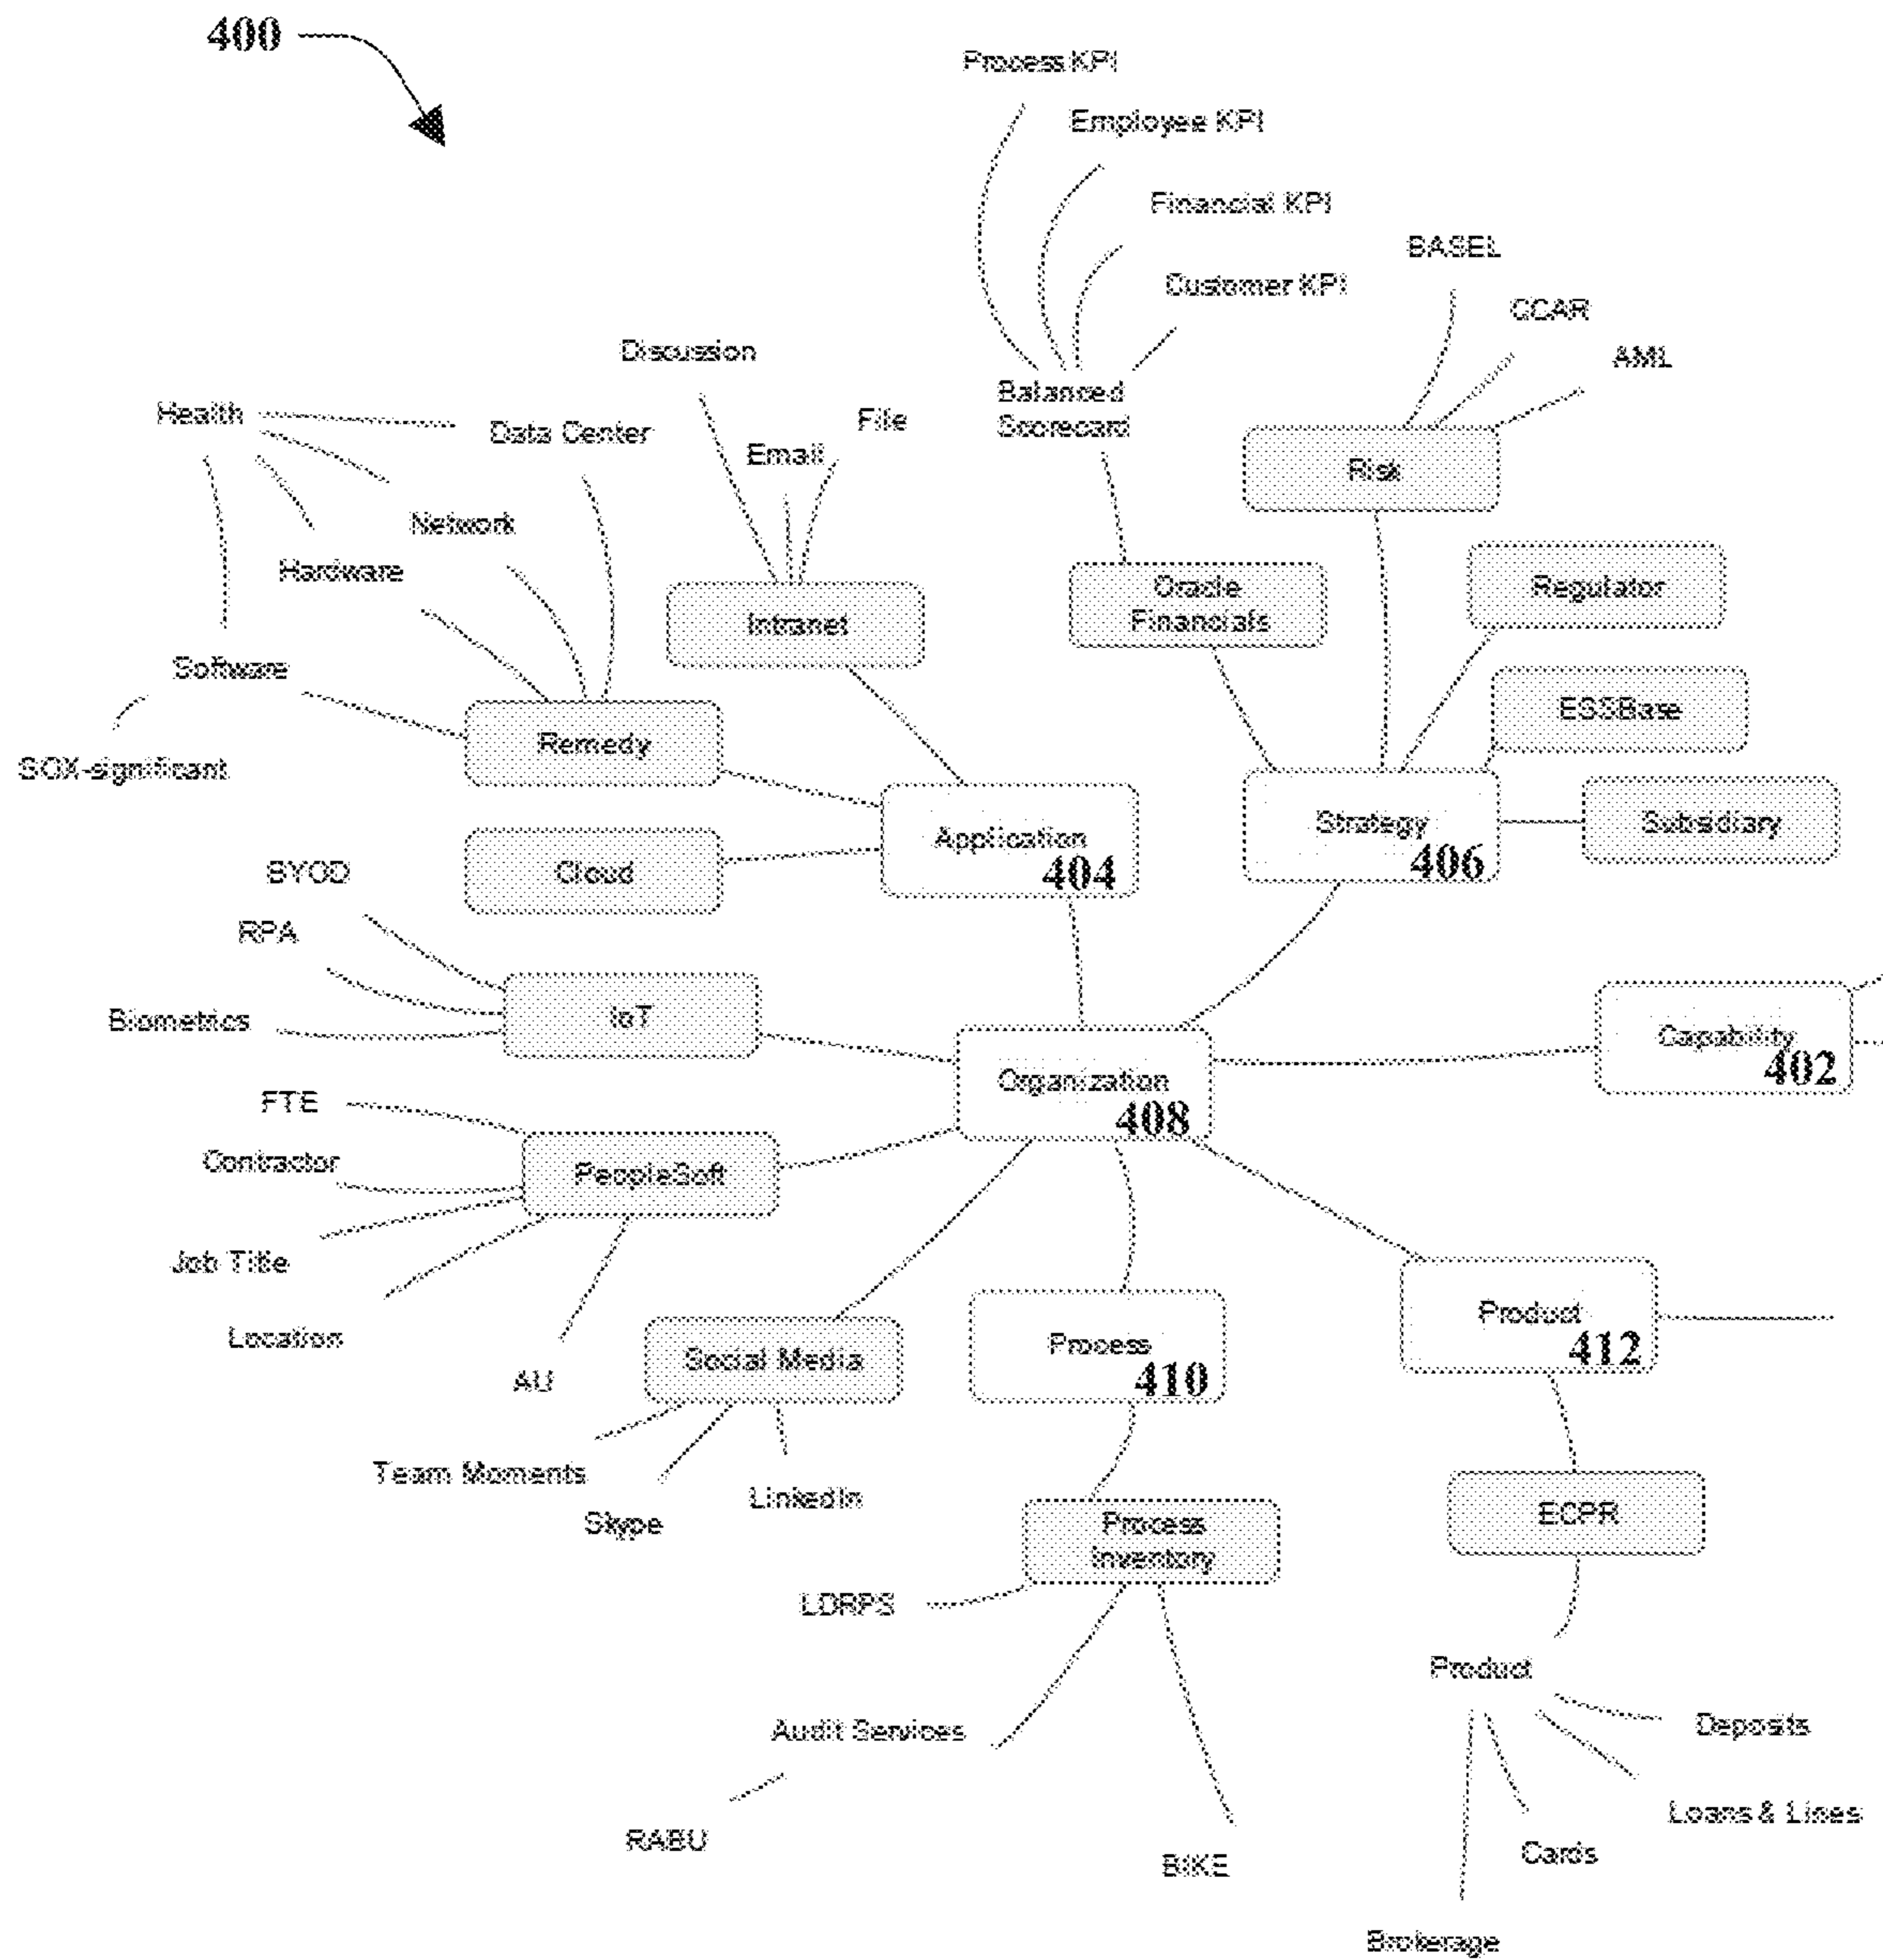 400
Process KPI
Employee KPI
Financial KPI
BASEL
Customer KPI
CCAR
Discussion
AML
Balanced
Scorecard
Health
File
Data Center
Email
Risk
Network
Hardware
Oracle
Financials
Regulator
Intranet
Software
ESSBase
Remedy
SOX-significant
Application
404
Strategy
406
Subsidiary
Cloud
BYOD
RPA
Biometrics
IoT
Capability
402
Organization
408
FTE
Contractor
PeopleSoft
Job Title
Location
AU
Social Media
Process
410
Product
412
Team Moments
Skype
LinkedIn
Process
Inventory
ECPR
LDRPS
Product
Audit Services
Deposits
RABU
BIKE
Cards
Loans & Lines
Brokerage